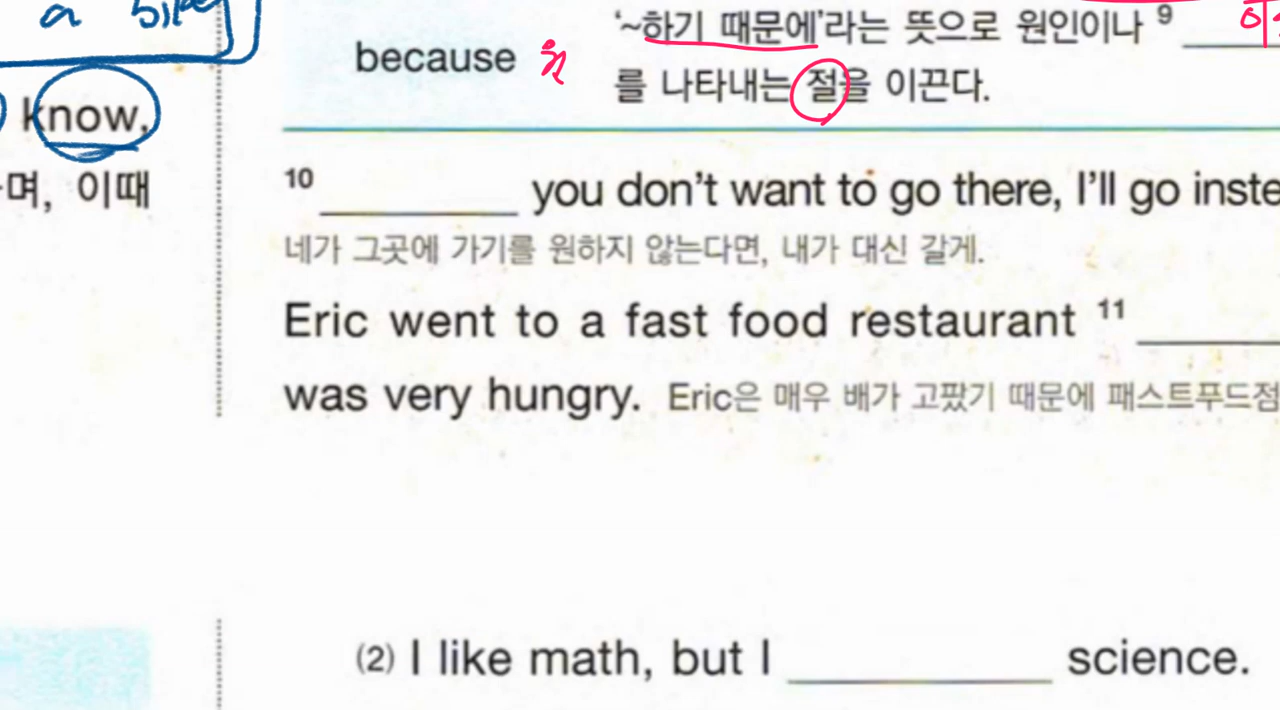 a
because 원 '~하기 때문에'라는 뜻으로 원인이나 9
를 나타내는 절을 이끈다.
know,
며, 이때
10 ________ you don't want to go there, I'll go inste
네가 그곳에 가기를 원하지 않는다면, 내가 대신 갈게.
Eric went to a fast food restaurant 11 ______
was very hungry. Eric은 매우 배가 고팠기 때문에 패스트푸드점
(2) I like math, but I ________ science.